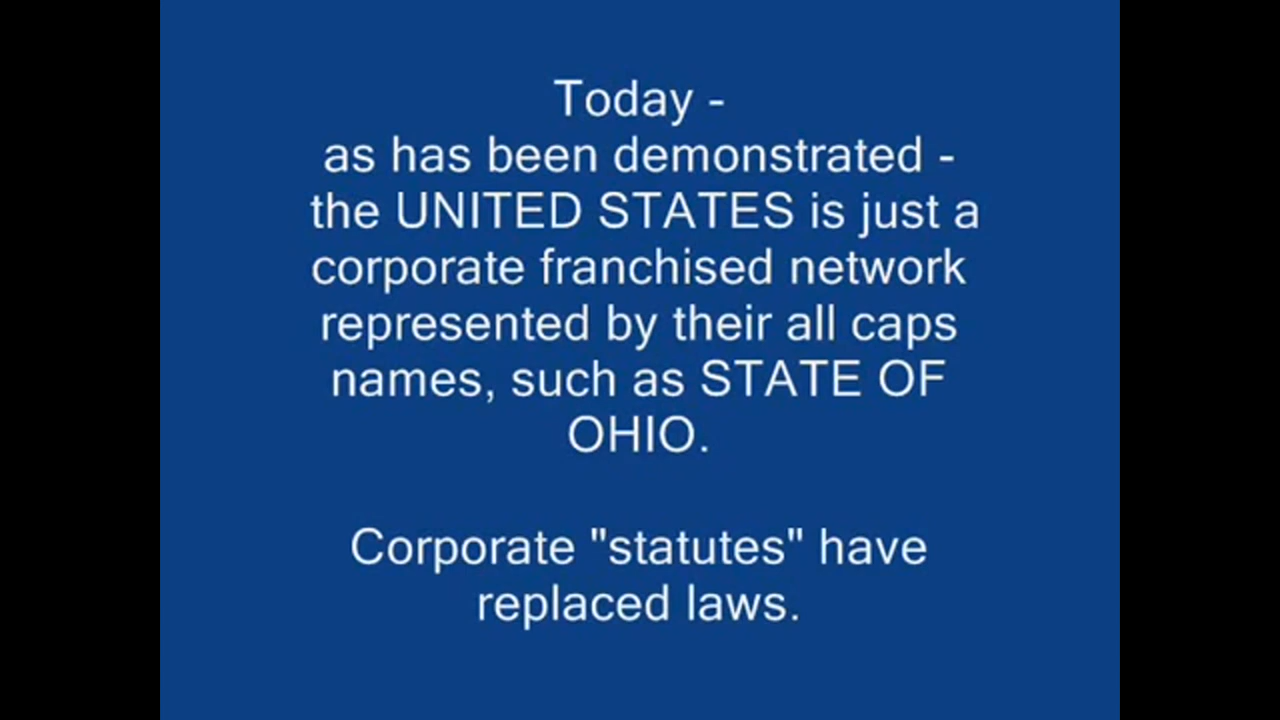 Today -
as has been demonstrated -
the UNITED STATES is just a
corporate franchised network
represented by their all caps
names, such as STATE OF
OHIO.
Corporate "statutes" have
replaced laws.